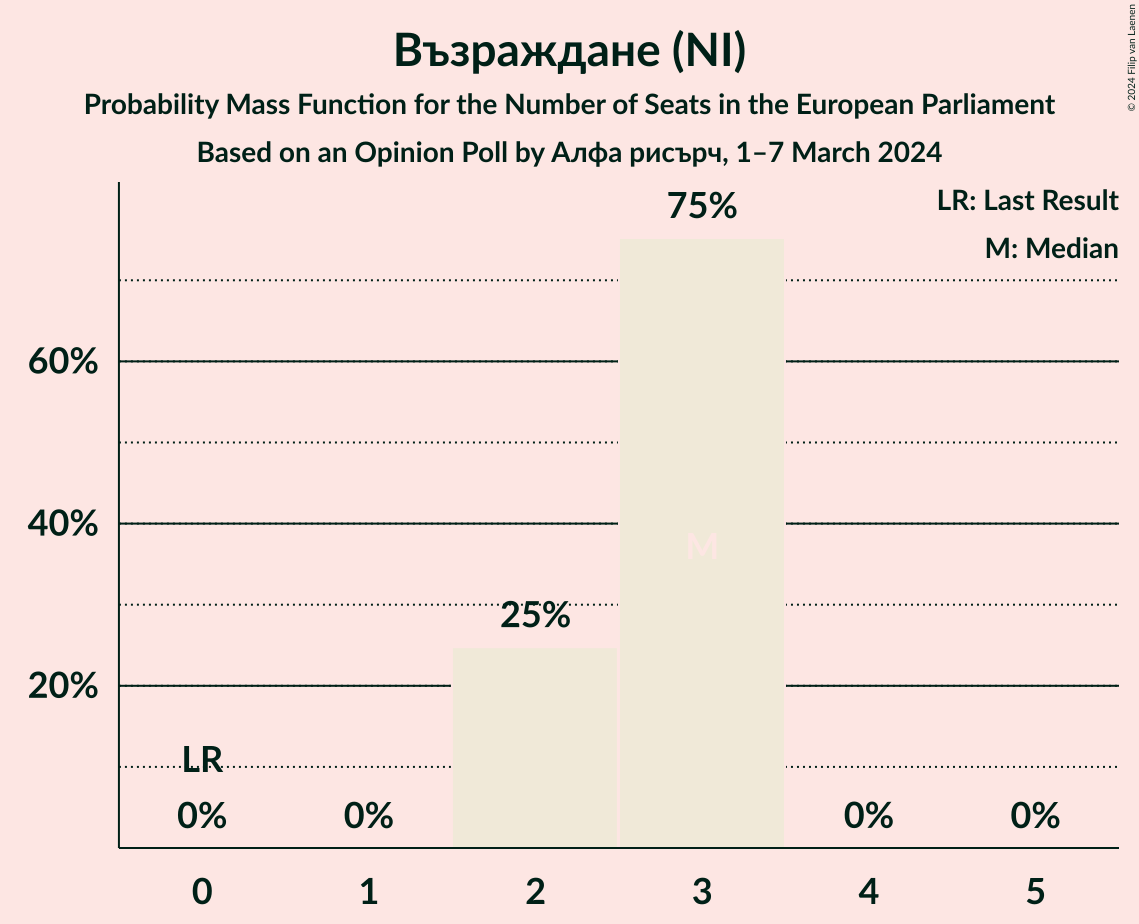 Възраждане (NI)
Probability Mass Function for the Number of Seats in the European Parliament
Based on an Opinion Poll by Алфа рисърч, 1–7 March 2024
© 2024 Filip van Laenen
LR: Last Result
M: Median
75%
60%
40%
M
25%
20%
LR
0% 0% 0% 0%
0 1 2 3 4 5